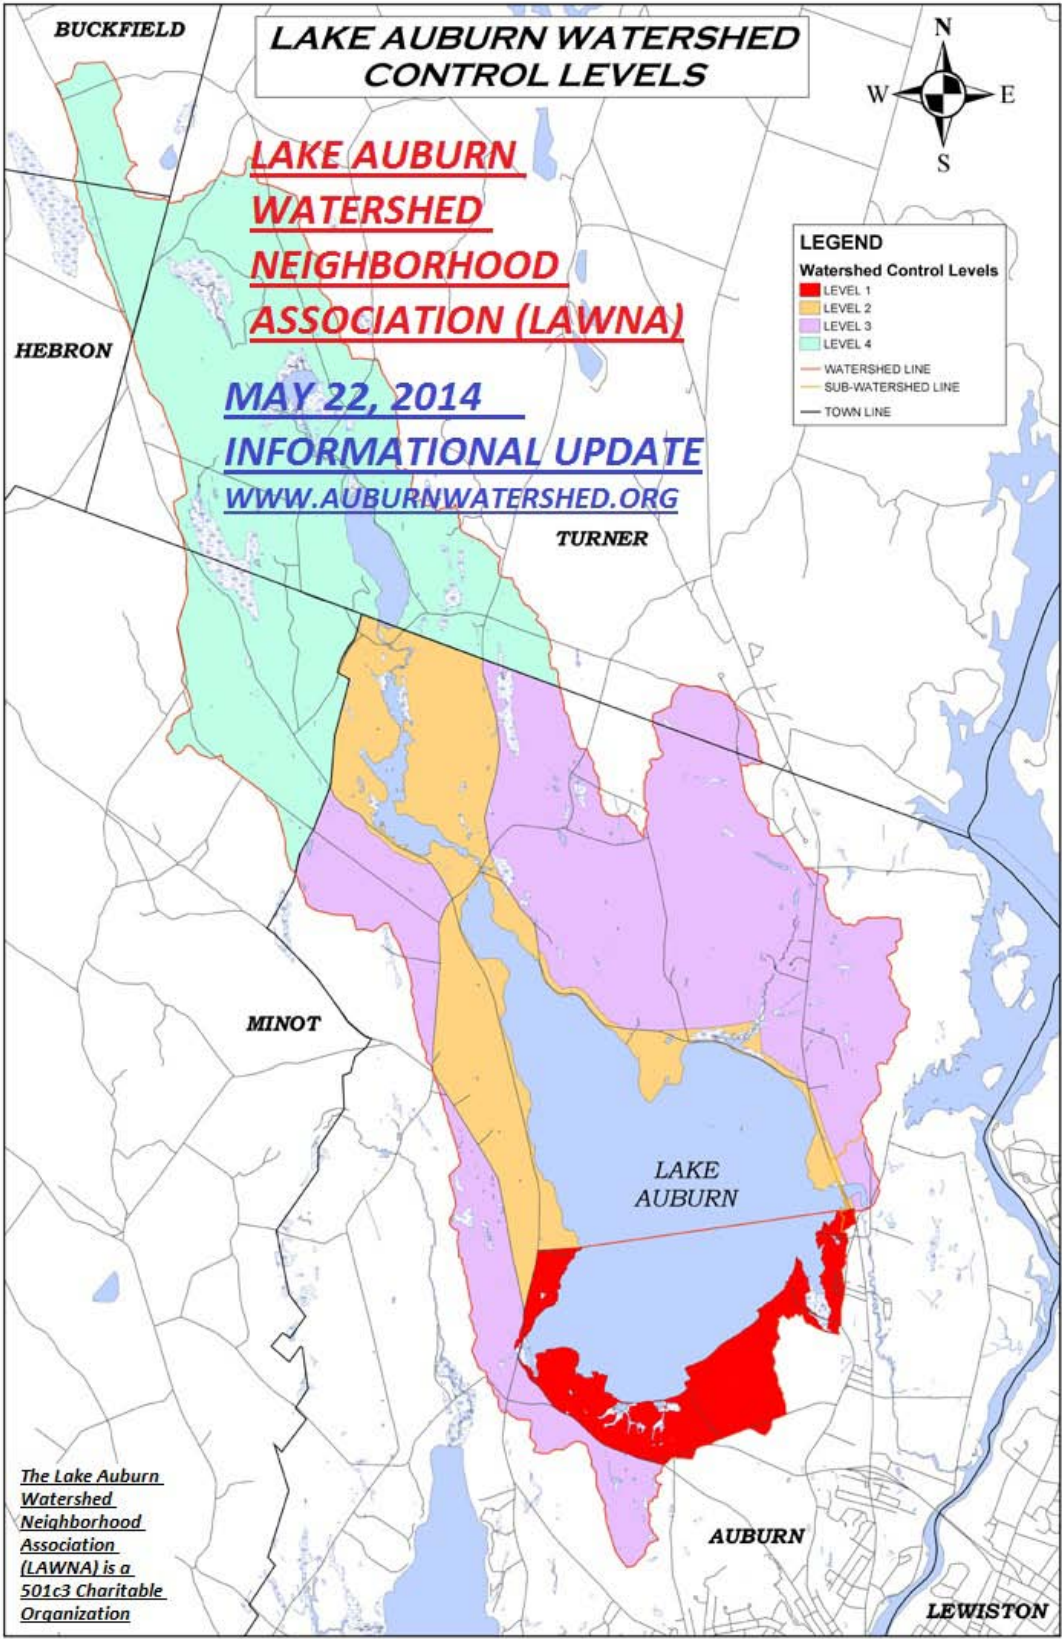 BUCKFIELD
LAKE AUBURN WATERSHED
CONTROL LEVELS
N
W
E
S
LAKE AUBURN
WATERSHED
NEIGHBORHOOD
ASSOCIATION (LAWNA)
LEGEND
Watershed Control Levels
LEVEL 1
LEVEL 2
LEVEL 3
LEVEL 4
WATERSHED LINE
SUB-WATERSHED LINE
TOWN LINE
HEBRON
MAY 22, 2014
INFORMATIONAL UPDATE
WWW.AUBURNWATERSHED.ORG
TURNER
MINOT
LAKE
AUBURN
The Lake Auburn
Watershed
Neighborhood
Association
(LAWNA) is a
501c3 Charitable
Organization
AUBURN
LEWISTON